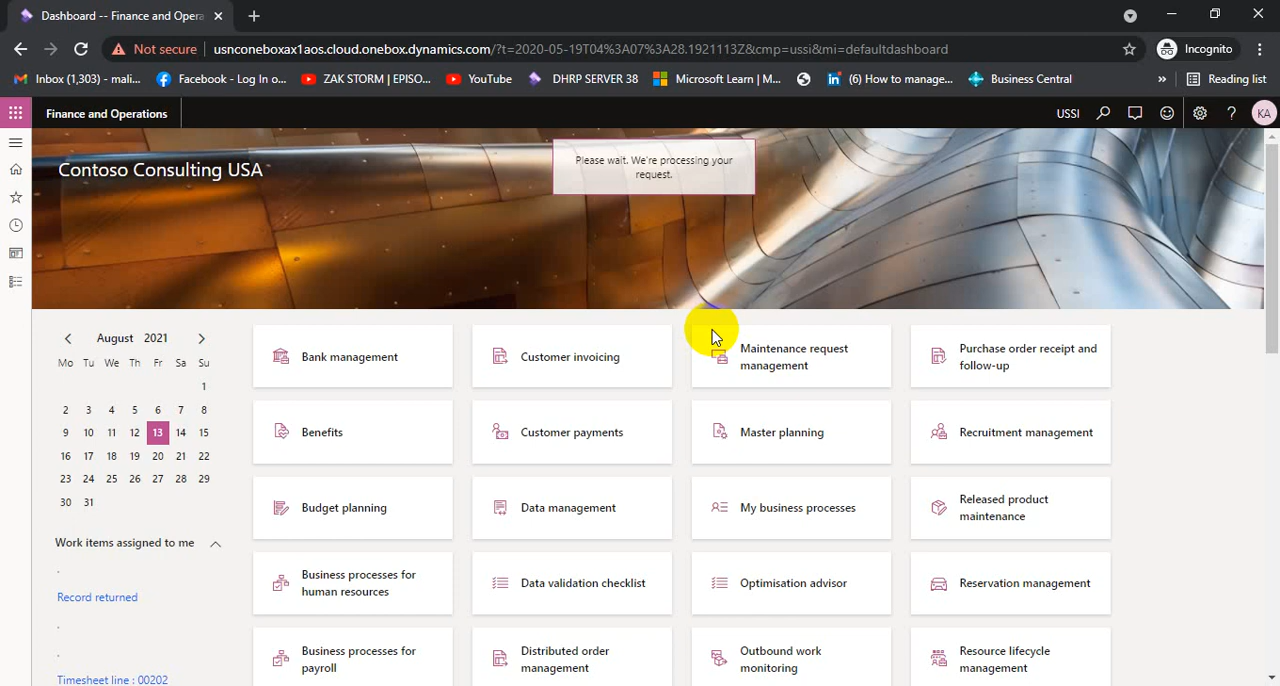 Dashboard -- Finance and Opera
Not secure
usnconeboxax1aos.cloud.onebox.dynamics.com/?t=2020-05-19T04%3A07%3A28.1921113Z&cmp=ussi&mi=defaultdashboard
Incognito
Inbox (1,303) - mali...
Facebook - Log In o...
ZAK STORM | EPISO...
YouTube
DHRP SERVER 38
Microsoft Learn | M...
(6) How to manage...
Business Central
»
Reading list
Finance and Operations
USSI
?
KA
Contoso Consulting USA
Please wait. We're processing your
request.
August 2021
Mo Tu We Th Fr Sa Su
1
2 3 4 5 6 7 8
9 10 11 12 13 14 15
16 17 18 19 20 21 22
23 24 25 26 27 28 29
30 31
Work items assigned to me
.
Record returned
.
.
Timesheet line : 00202
Bank management
Customer invoicing
Maintenance request
management
Purchase order receipt and
follow-up
Benefits
Customer payments
Master planning
Recruitment management
Budget planning
Data management
My business processes
Released product
maintenance
Business processes for
human resources
Data validation checklist
Optimisation advisor
Reservation management
Business processes for
payroll
Distributed order
management
Outbound work
monitoring
Resource lifecycle
management